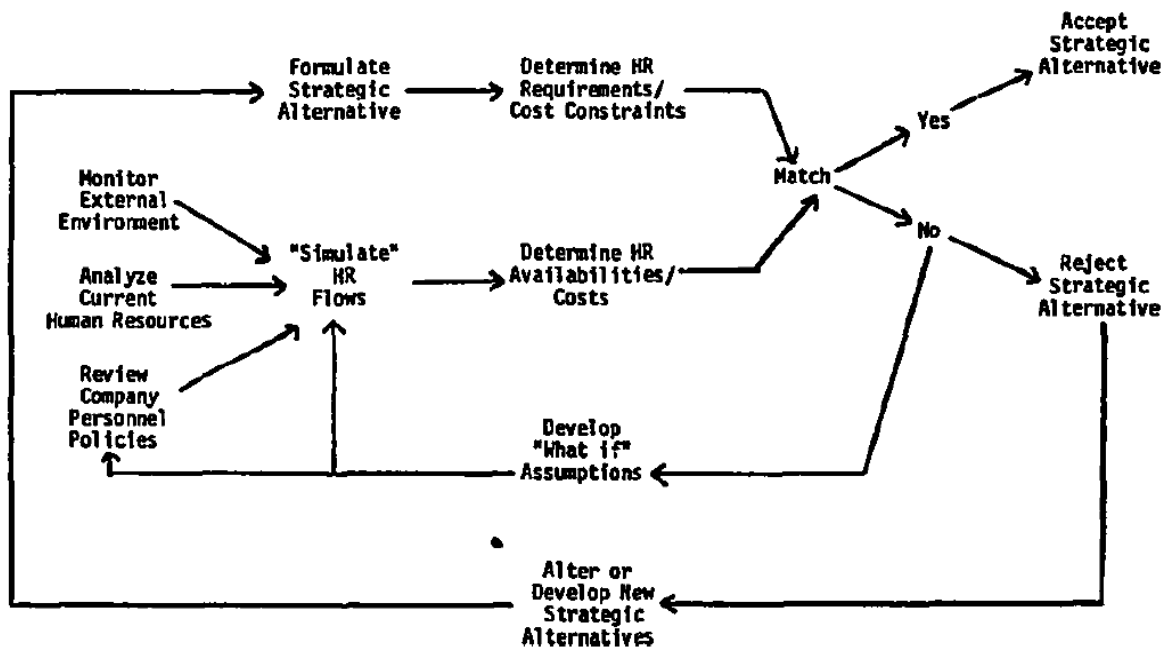 Accept
Strategic
Alternative
Formulate
Strategic
Alternative
Determine HR
Requirements/
Cost Constraints
Yes
Match
Monitor
External
Environment
No
"Simulate"
HR
Flows
Determine HR
Availabilities/
Costs
Analyze
Current
Human Resources
Reject
Strategic
Alternative
Review
Company
Personnel
Policies
Develop
"What if"
Assumptions
Alter or
Develop New
Strategic
Alternatives